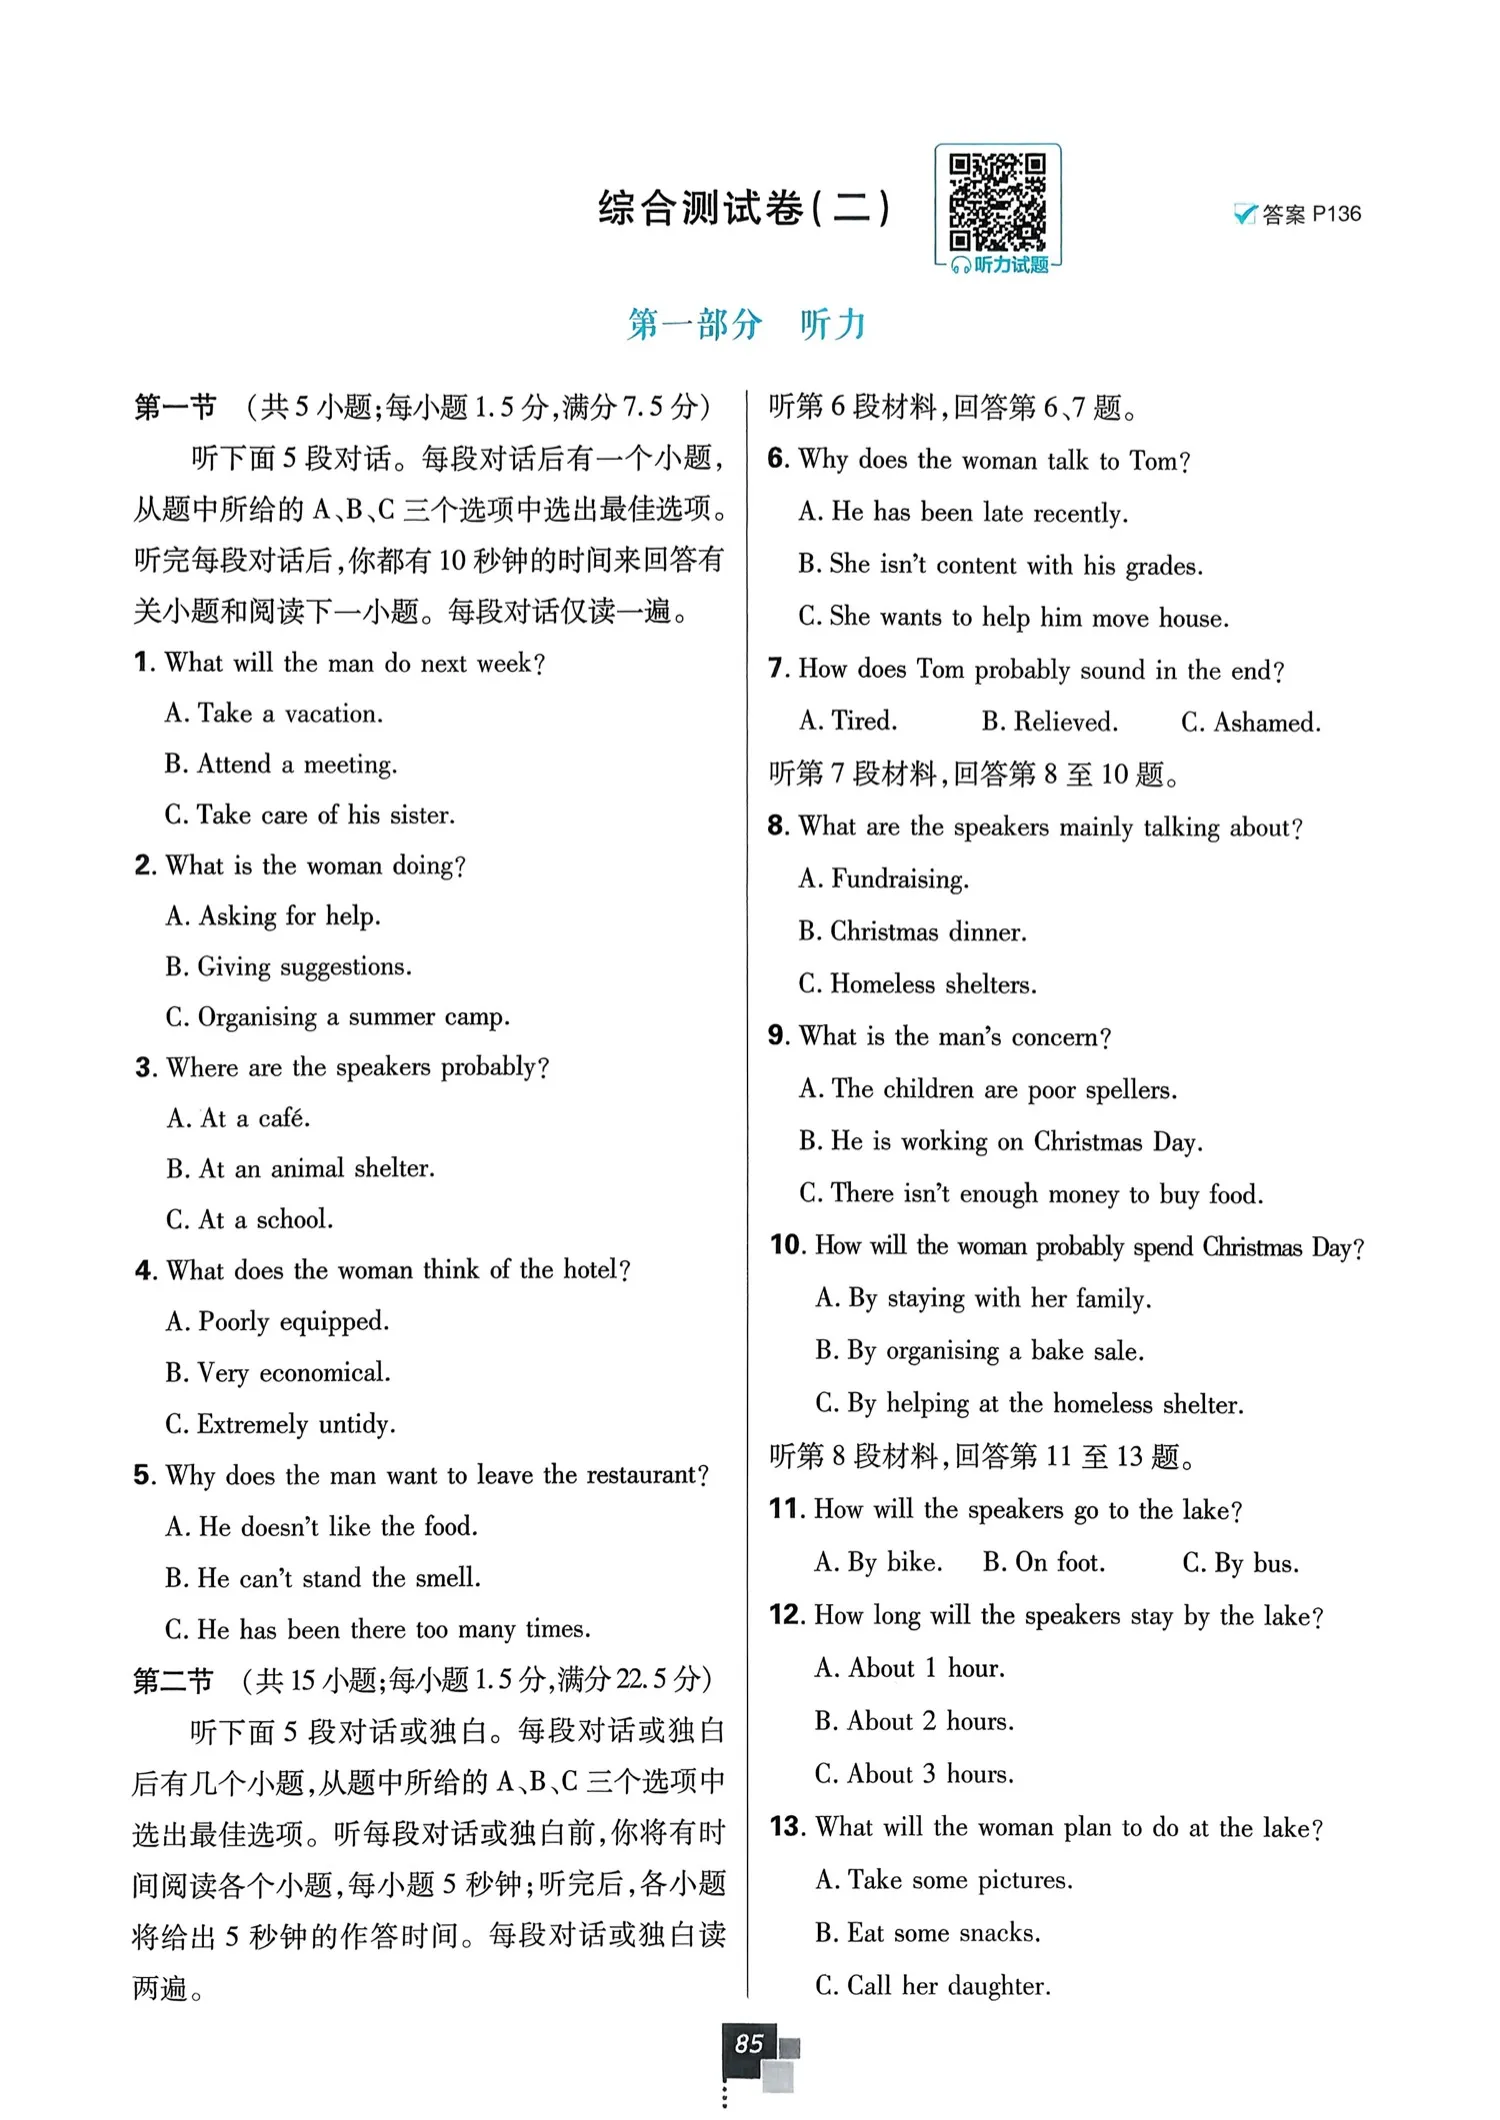 综合测试卷(二)
听力试题
答案 P136
第一部分 听力
第一节 (共5小题;每小题1.5分,满分7.5分)
听下面5段对话。每段对话后有一个小题,
从题中所给的A、B、C三个选项中选出最佳选项。
听完每段对话后,你都有10秒钟的时间来回答有
关小题和阅读下一小题。每段对话仅读一遍。
1. What will the man do next week?
A. Take a vacation.
B. Attend a meeting.
C. Take care of his sister.
2. What is the woman doing?
A. Asking for help.
B. Giving suggestions.
C. Organising a summer camp.
3. Where are the speakers probably?
A. At a café.
B. At an animal shelter.
C. At a school.
4. What does the woman think of the hotel?
A. Poorly equipped.
B. Very economical.
C. Extremely untidy.
5. Why does the man want to leave the restaurant?
A. He doesn't like the food.
B. He can't stand the smell.
C. He has been there too many times.
第二节 (共15小题;每小题1.5分,满分22.5分)
听下面5段对话或独白。每段对话或独白
后有几个小题,从题中所给的A、B、C三个选项中
选出最佳选项。听每段对话或独白前,你将有时
间阅读各个小题,每小题5秒钟;听完后,各小题
将给出5秒钟的作答时间。每段对话或独白读
两遍。
听第6段材料,回答第6、7题。
6. Why does the woman talk to Tom?
A. He has been late recently.
B. She isn't content with his grades.
C. She wants to help him move house.
7. How does Tom probably sound in the end?
A. Tired. B. Relieved. C. Ashamed.
听第7段材料,回答第8至10题。
8. What are the speakers mainly talking about?
A. Fundraising.
B. Christmas dinner.
C. Homeless shelters.
9. What is the man's concern?
A. The children are poor spellers.
B. He is working on Christmas Day.
C. There isn't enough money to buy food.
10. How will the woman probably spend Christmas Day?
A. By staying with her family.
B. By organising a bake sale.
C. By helping at the homeless shelter.
听第8段材料,回答第11至13题。
11. How will the speakers go to the lake?
A. By bike. B. On foot. C. By bus.
12. How long will the speakers stay by the lake?
A. About 1 hour.
B. About 2 hours.
C. About 3 hours.
13. What will the woman plan to do at the lake?
A. Take some pictures.
B. Eat some snacks.
C. Call her daughter.
85